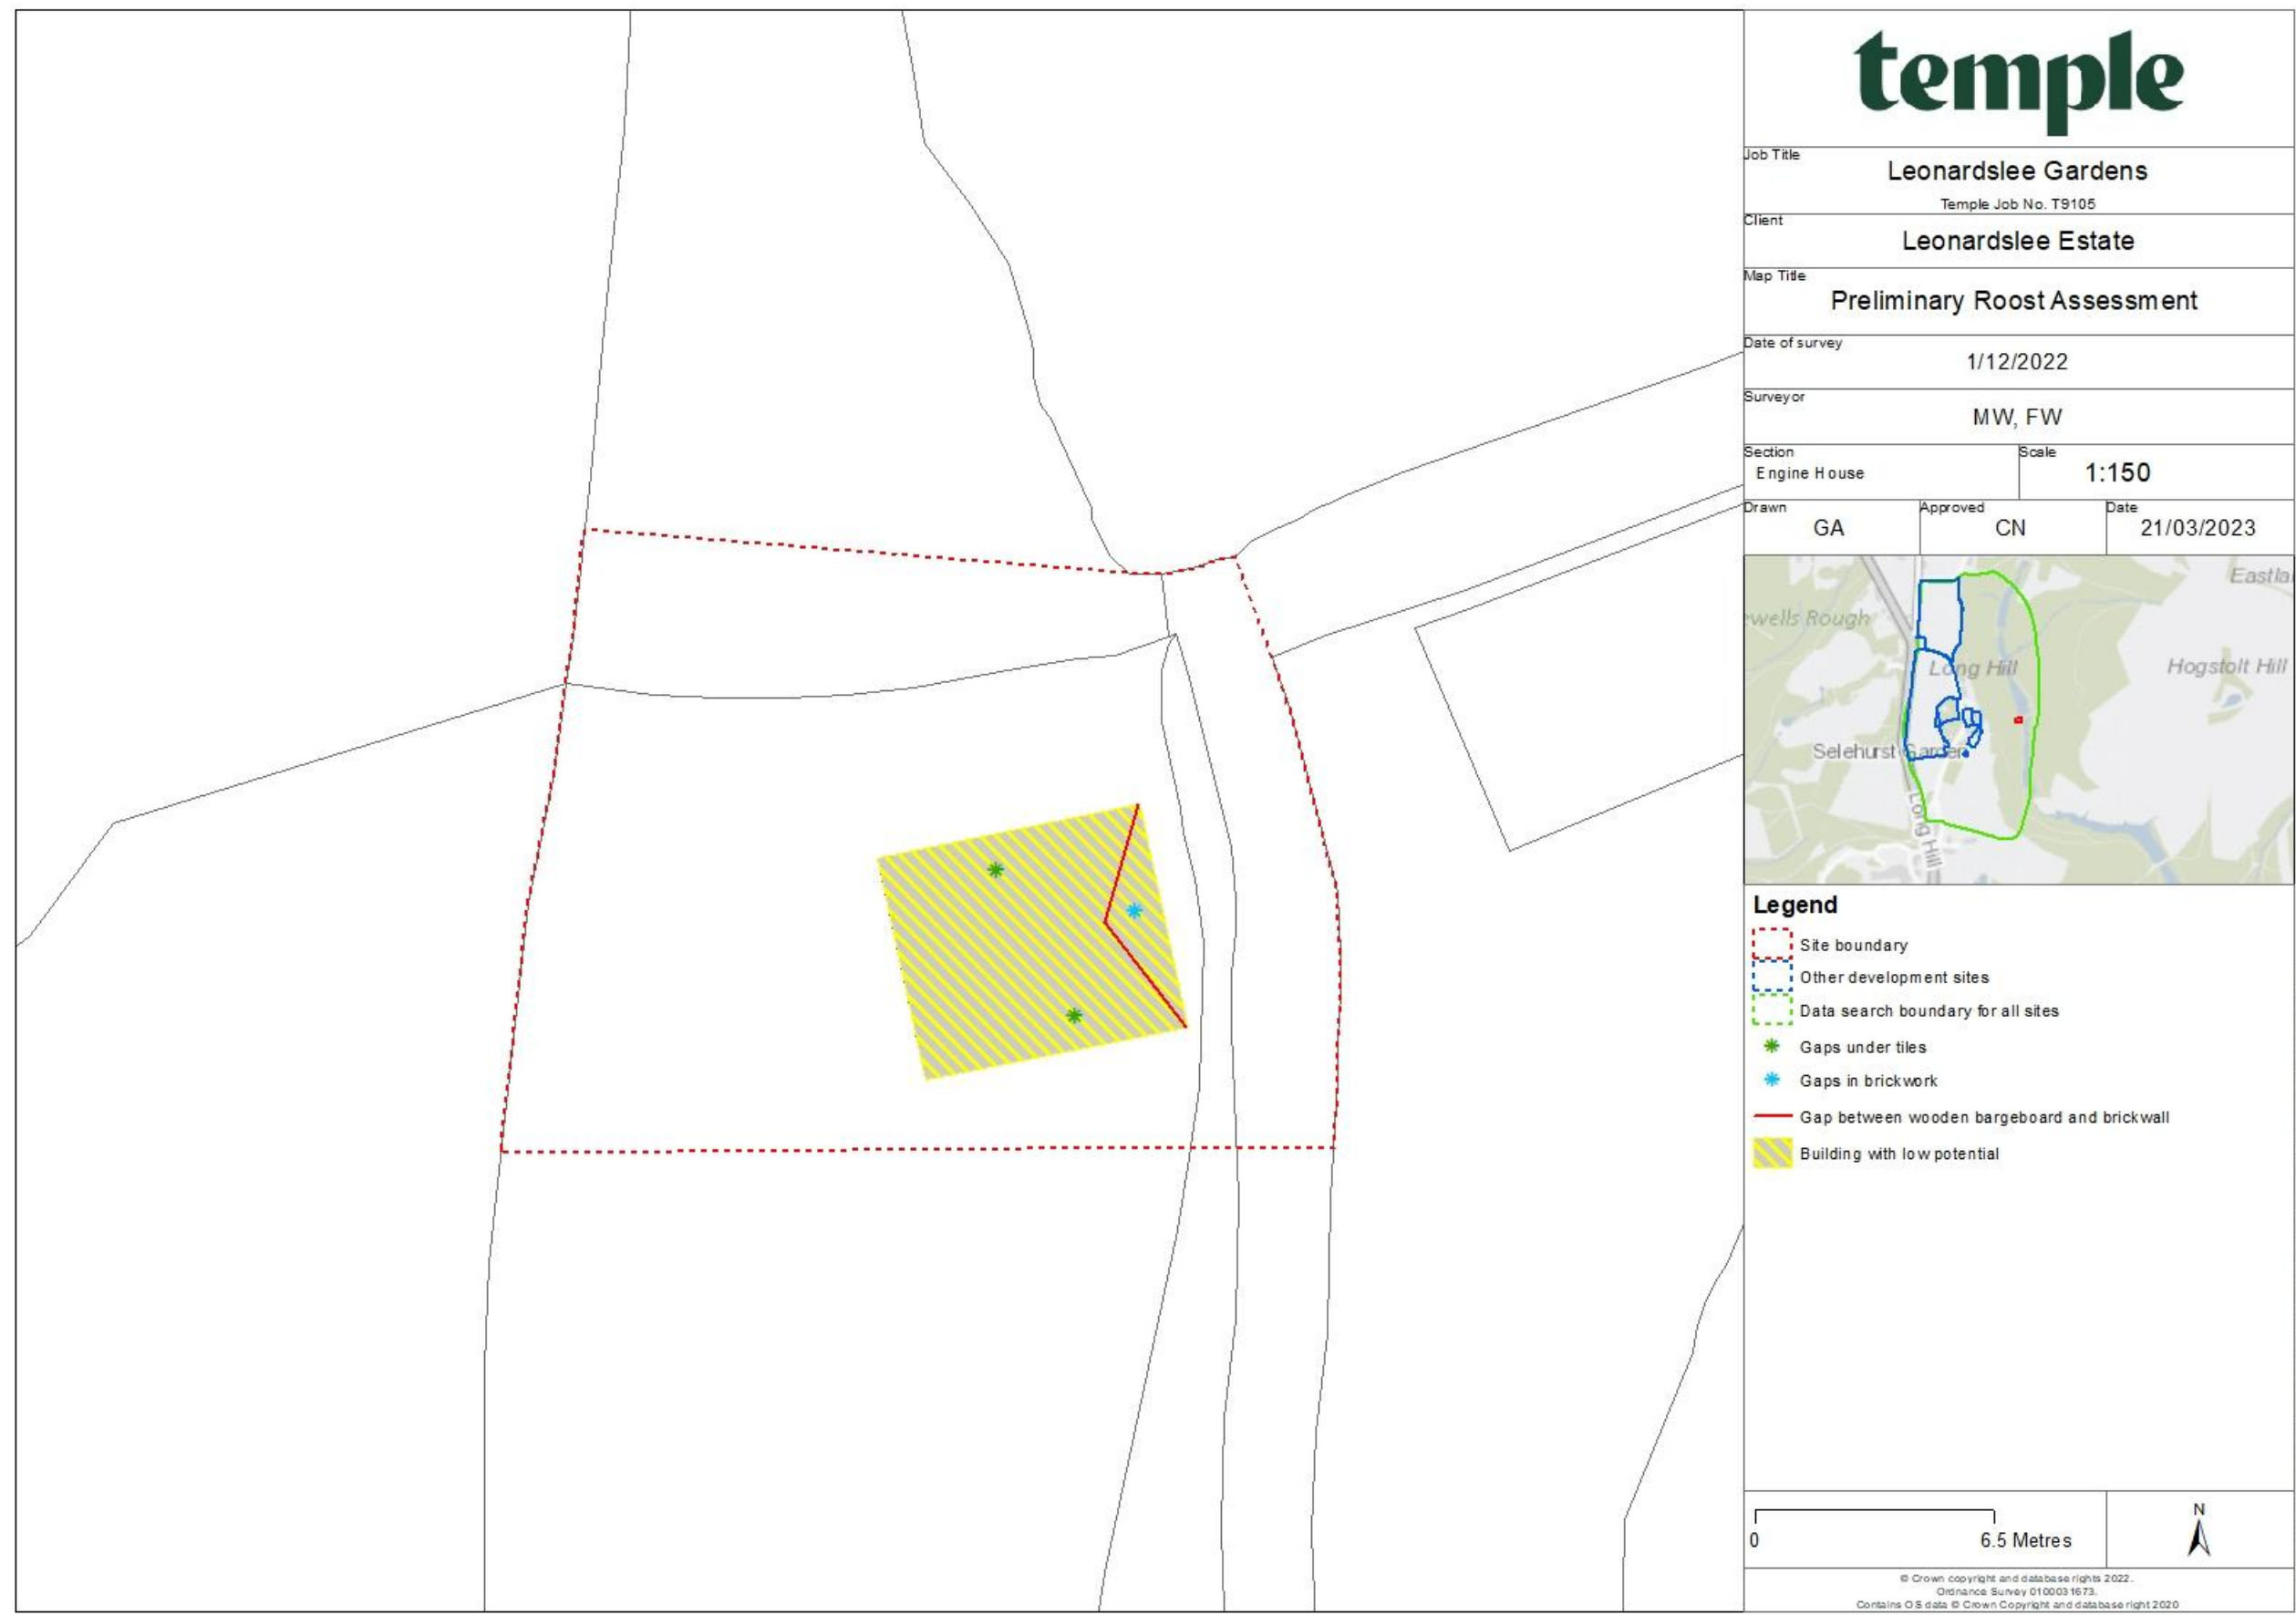 temple
Job Title
Leonardslee Gardens
Temple Job No. T9105
Client
Leonardslee Estate
Map Title
Preliminary Roost Assessment
Date of survey
1/12/2022
Surveyor
MW, FW
Section
Engine House
Scale
1:150
Drawn
GA
Approved
CN
Date
21/03/2023
Eastla
ewells Rough
Long Hill
Hogstolt Hill
Selehurst Garden
Long Hill
Legend
Site boundary
Other development sites
Data search boundary for all sites
Gaps under tiles
Gaps in brickwork
Gap between wooden bargeboard and brickwall
Building with low potential
0
6.5 Metres
N
© Crown copyright and database rights 2022.
Ordnance Survey 0100031673.
Contains OS data © Crown Copyright and database right 2020